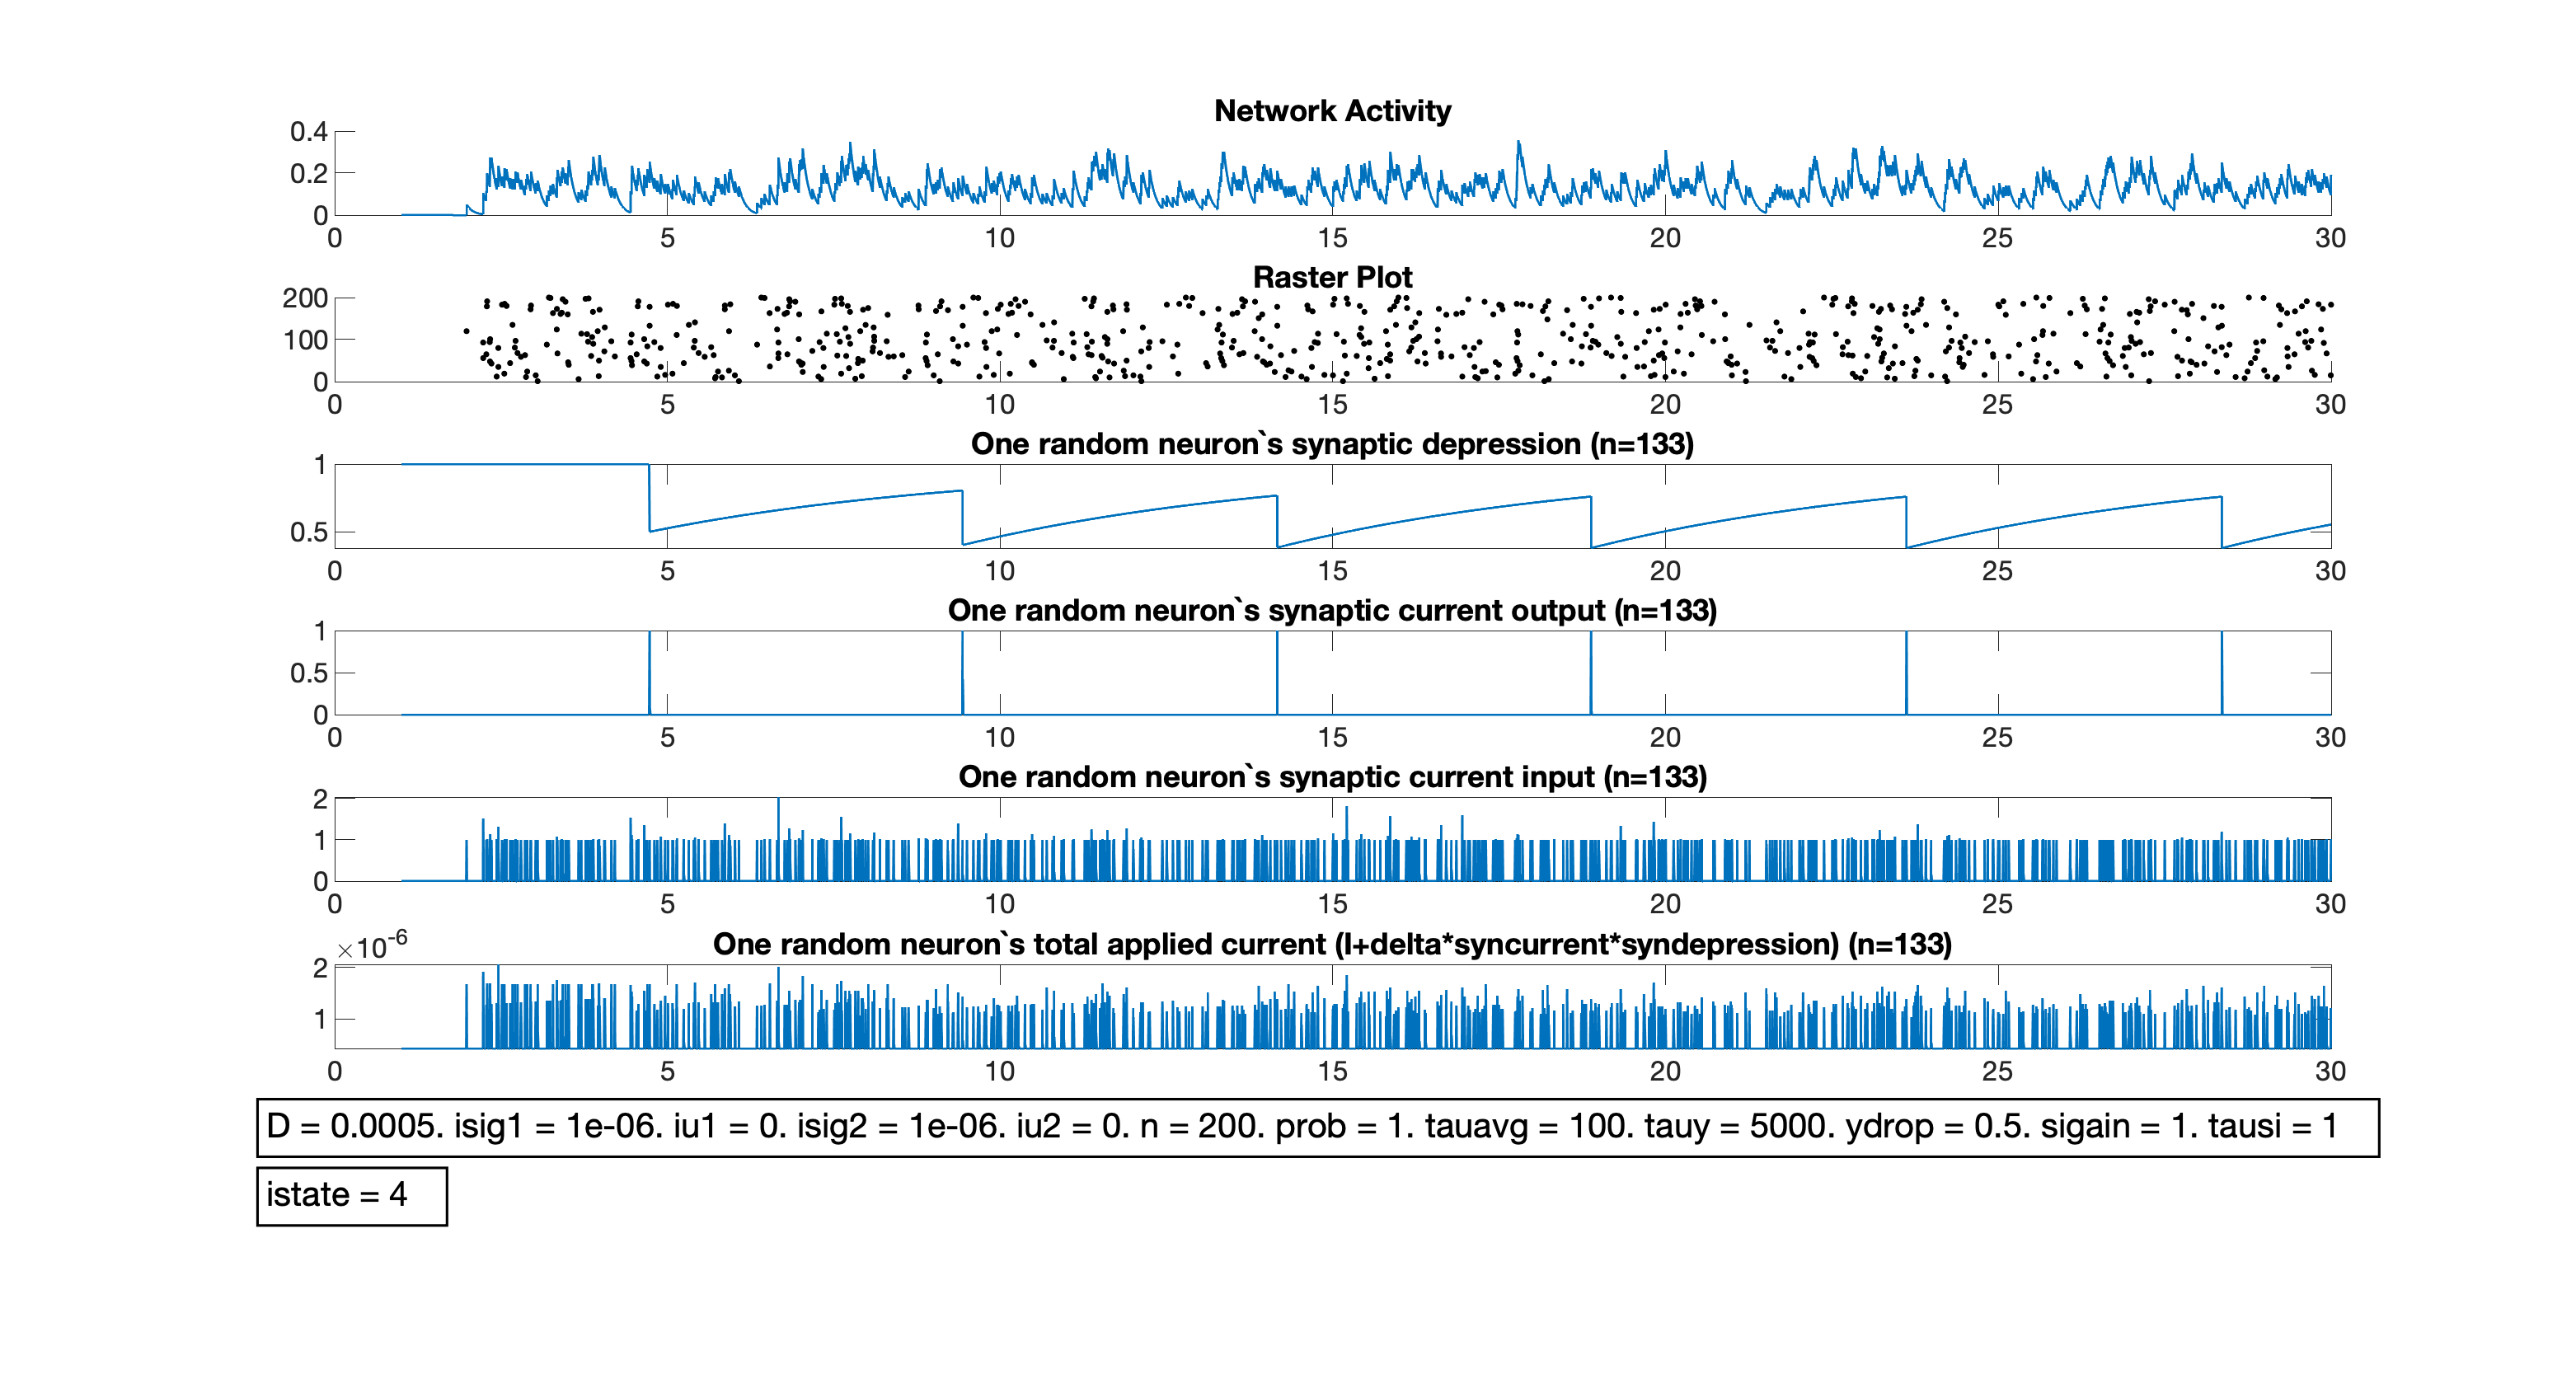 Network Activity
0.4
0.2
0
0 5 10 15 20 25 30
Raster Plot
200
100
0
0 5 10 15 20 25 30
One random neuron`s synaptic depression (n=133)
1
0.5
0 5 10 15 20 25 30
One random neuron`s synaptic current output (n=133)
1
0.5
0
0 5 10 15 20 25 30
One random neuron`s synaptic current input (n=133)
2
1
0
0 5 10 15 20 25 30
×10⁻⁶ One random neuron`s total applied current (I+delta*syncurrent*syndepression) (n=133)
2
1
0 5 10 15 20 25 30
D = 0.0005. isig1 = 1e-06. iu1 = 0. isig2 = 1e-06. iu2 = 0. n = 200. prob = 1. tauavg = 100. tauy = 5000. ydrop = 0.5. sigain = 1. tausi = 1
istate = 4